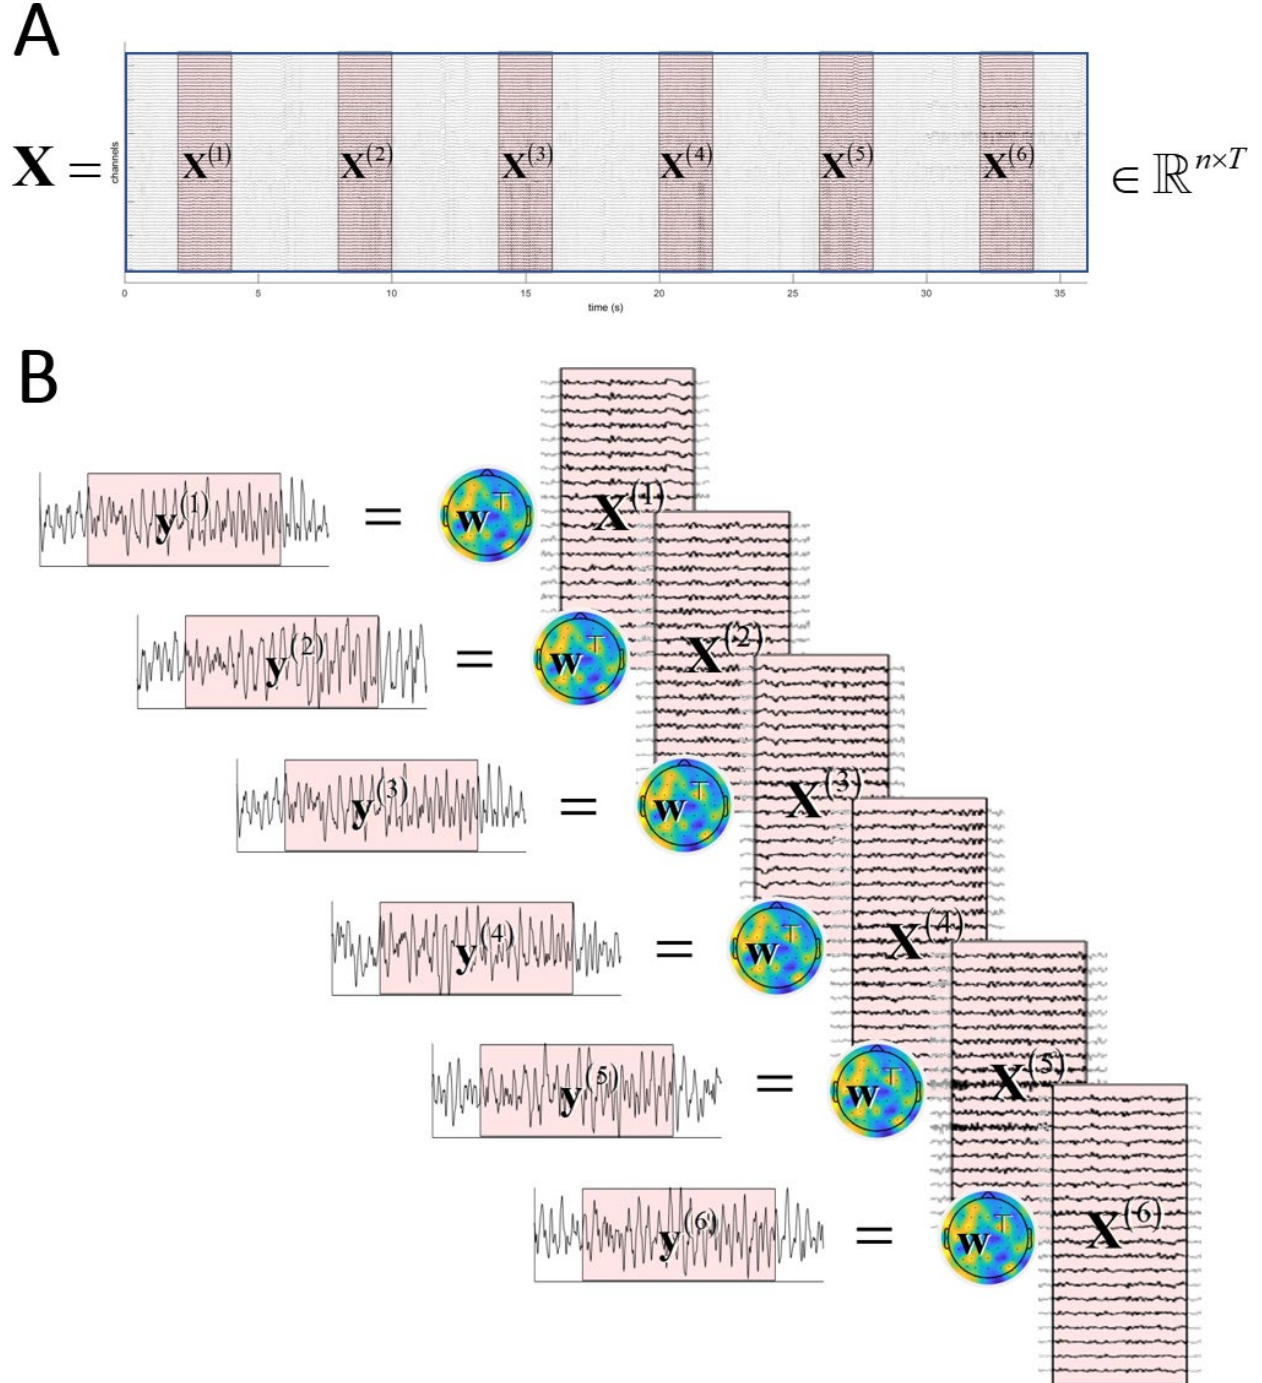 A
X = channels X⁽¹⁾ X⁽²⁾ X⁽³⁾ X⁽⁴⁾ X⁽⁵⁾ X⁽⁶⁾ ∈ ℝⁿˣᵀ
0 5 10 15 20 25 30 35
time (s)
B
y⁽¹⁾ = wᵀ X⁽¹⁾
y⁽²⁾ = wᵀ X⁽²⁾
y⁽³⁾ = wᵀ X⁽³⁾
y⁽⁴⁾ = wᵀ X⁽⁴⁾
y⁽⁵⁾ = wᵀ X⁽⁵⁾
y⁽⁶⁾ = wᵀ X⁽⁶⁾